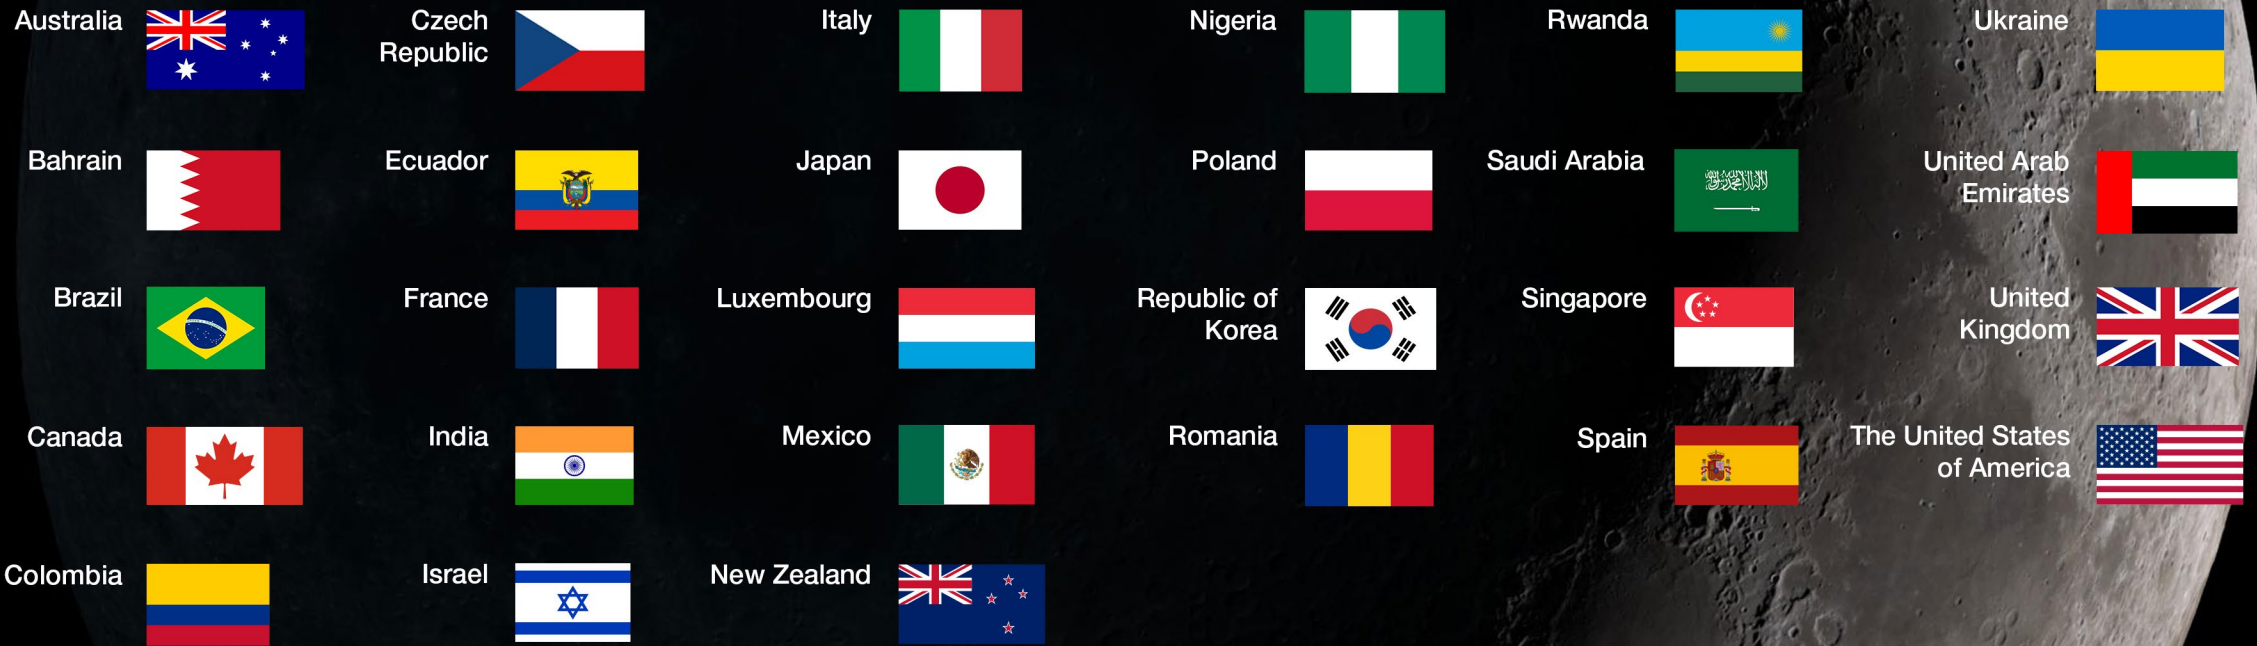 Australia
Bahrain
Brazil
Canada
Colombia
Czech
Republic
Ecuador
France
India
Israel
Italy
Japan
Luxembourg
Mexico
New Zealand
Nigeria
Poland
Republic of
Korea
Romania
Rwanda
Saudi Arabia
Singapore
Spain
Ukraine
United Arab
Emirates
United
Kingdom
The United States
of America